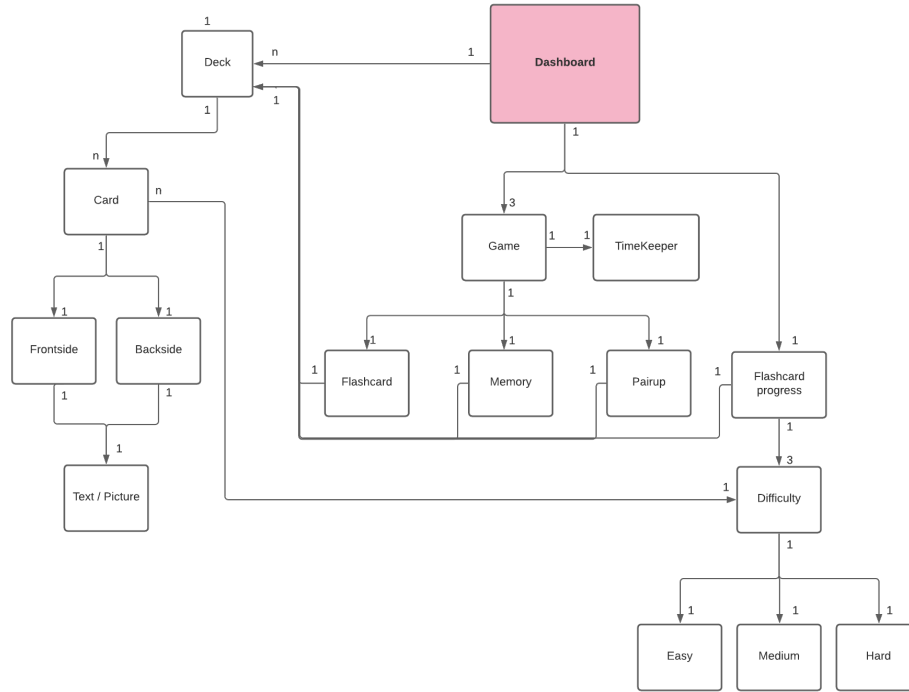 1
Deck
n
1
Dashboard
1
1
1
n
Card
n
3
Game
1
1
TimeKeeper
1
1
1
1
Frontside
Backside
1
1
1
1
Flashcard
1
Memory
1
Pairup
1
Flashcard
progress
1
1
1
1
1
3
Text / Picture
1
Difficulty
1
1
1
1
Easy
Medium
Hard